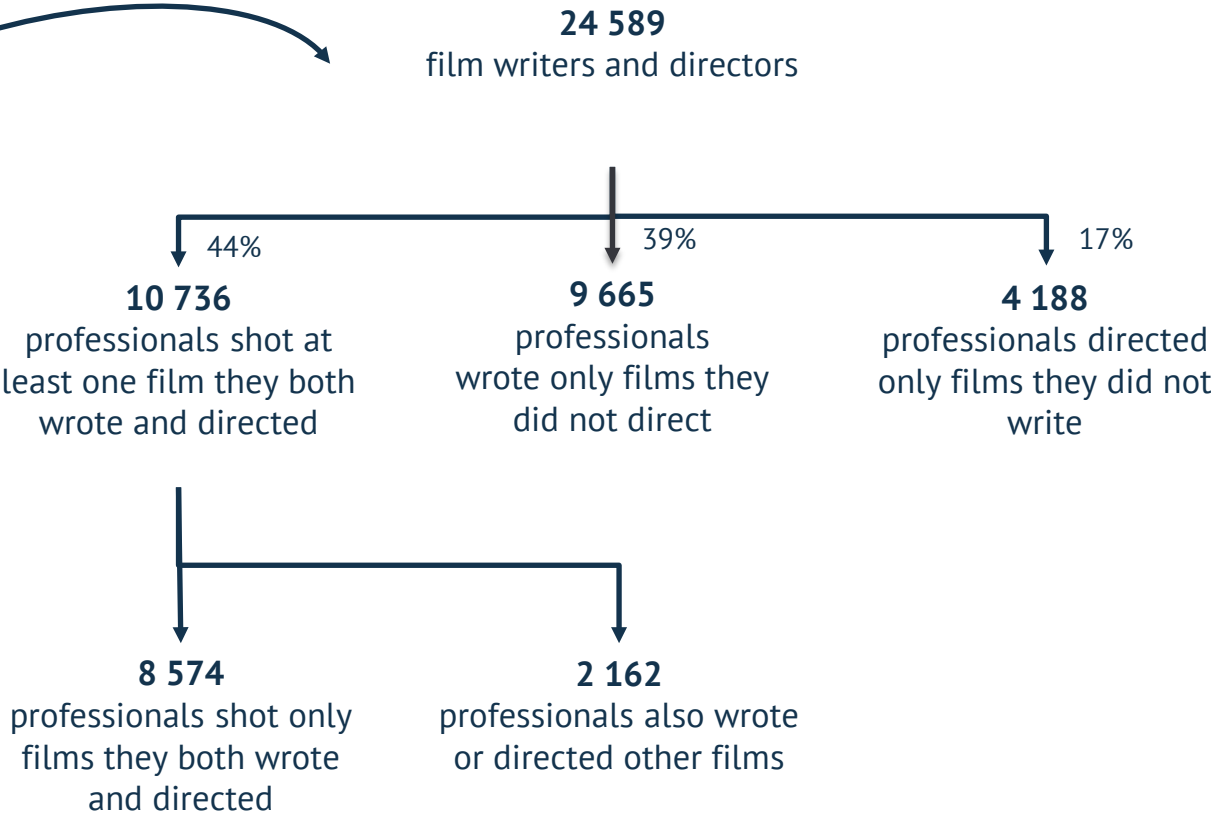 24 589
film writers and directors
44%
39%
17%
10 736
professionals shot at
least one film they both
wrote and directed
9 665
professionals
wrote only films they
did not direct
4 188
professionals directed
only films they did not
write
8 574
professionals shot only
films they both wrote
and directed
2 162
professionals also wrote
or directed other films